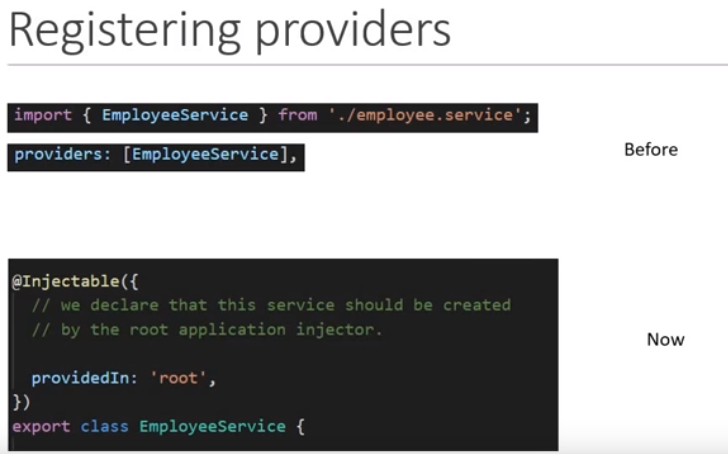 Registering providers
import { EmployeeService } from './employee.service';
providers: [EmployeeService],
Before
@Injectable({
// we declare that this service should be created
// by the root application injector.
providedIn: 'root',
Now
})
export class EmployeeService {